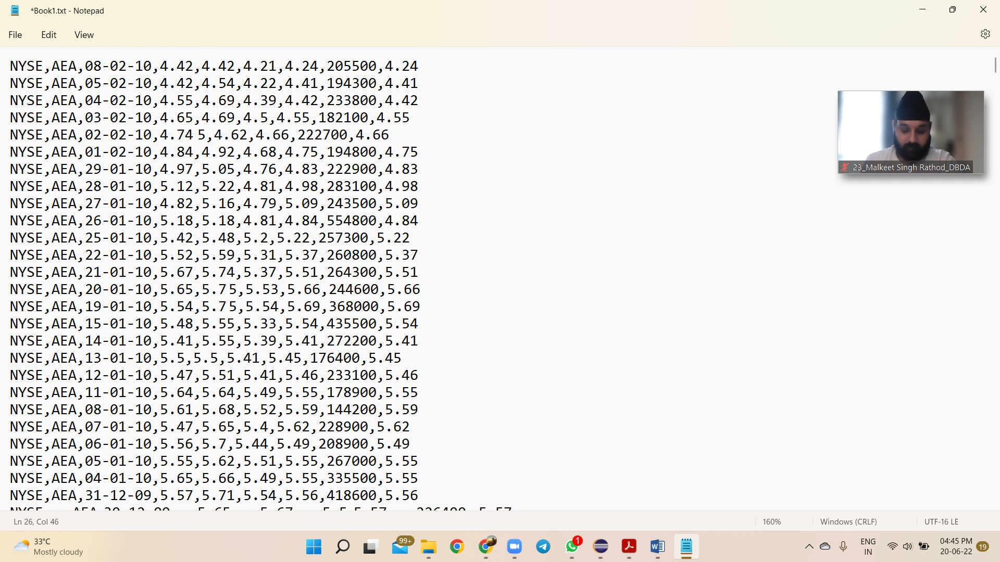 *Book1.txt - Notepad
File Edit View
NYSE,AEA,08-02-10,4.42,4.42,4.21,4.24,205500,4.24
NYSE,AEA,05-02-10,4.42,4.54,4.22,4.41,194300,4.41
NYSE,AEA,04-02-10,4.55,4.69,4.39,4.42,233800,4.42
NYSE,AEA,03-02-10,4.65,4.69,4.5,4.55,182100,4.55
NYSE,AEA,02-02-10,4.74 5,4.62,4.66,222700,4.66
NYSE,AEA,01-02-10,4.84,4.92,4.68,4.75,194800,4.75
NYSE,AEA,29-01-10,4.97,5.05,4.76,4.83,222900,4.83
NYSE,AEA,28-01-10,5.12,5.22,4.81,4.98,283100,4.98
NYSE,AEA,27-01-10,4.82,5.16,4.79,5.09,243500,5.09
NYSE,AEA,26-01-10,5.18,5.18,4.81,4.84,554800,4.84
NYSE,AEA,25-01-10,5.42,5.48,5.2,5.22,257300,5.22
NYSE,AEA,22-01-10,5.52,5.59,5.31,5.37,260800,5.37
NYSE,AEA,21-01-10,5.67,5.74,5.37,5.51,264300,5.51
NYSE,AEA,20-01-10,5.65,5.75,5.53,5.66,244600,5.66
NYSE,AEA,19-01-10,5.54,5.75,5.54,5.69,368000,5.69
NYSE,AEA,15-01-10,5.48,5.55,5.33,5.54,435500,5.54
NYSE,AEA,14-01-10,5.41,5.55,5.39,5.41,272200,5.41
NYSE,AEA,13-01-10,5.5,5.5,5.41,5.45,176400,5.45
NYSE,AEA,12-01-10,5.47,5.51,5.41,5.46,233100,5.46
NYSE,AEA,11-01-10,5.64,5.64,5.49,5.55,178900,5.55
NYSE,AEA,08-01-10,5.61,5.68,5.52,5.59,144200,5.59
NYSE,AEA,07-01-10,5.47,5.65,5.4,5.62,228900,5.62
NYSE,AEA,06-01-10,5.56,5.7,5.44,5.49,208900,5.49
NYSE,AEA,05-01-10,5.55,5.62,5.51,5.55,267000,5.55
NYSE,AEA,04-01-10,5.65,5.66,5.49,5.55,335500,5.55
NYSE,AEA,31-12-09,5.57,5.71,5.54,5.56,418600,5.56
23_Malkeet Singh Rathod_DBDA
Ln 26, Col 46
160%
Windows (CRLF)
UTF-16 LE
33°C
Mostly cloudy
99+
1
ENG
IN
04:45 PM
20-06-22
19